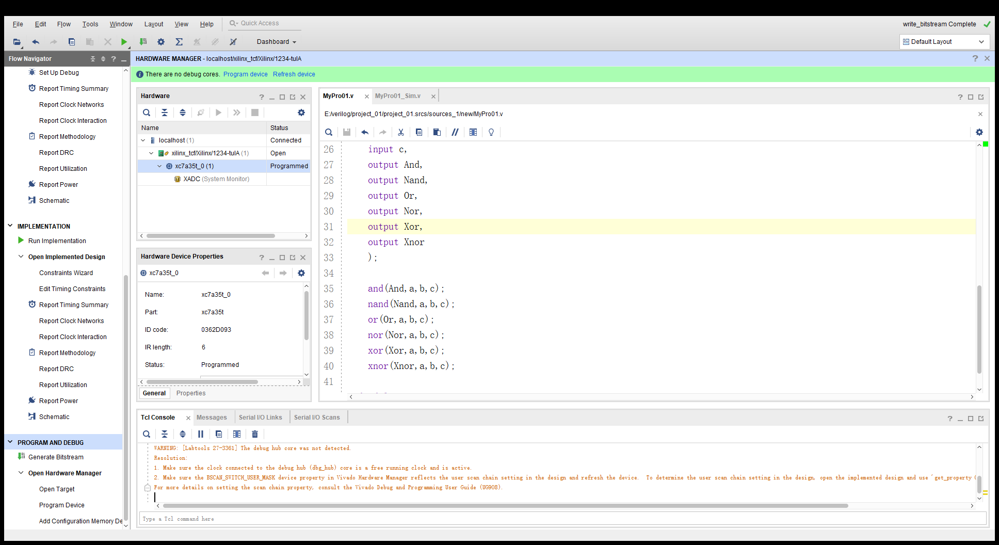 File Edit Flow Tools Window Layout View Help Quick Access
write_bitstream Complete
Dashboard
Default Layout
Flow Navigator
Set Up Debug
Report Timing Summary
Report Clock Networks
Report Clock Interaction
Report Methodology
Report DRC
Report Utilization
Report Power
Schematic
IMPLEMENTATION
Run Implementation
Open Implemented Design
Constraints Wizard
Edit Timing Constraints
Report Timing Summary
Report Clock Networks
Report Clock Interaction
Report Methodology
Report DRC
Report Utilization
Report Power
Schematic
PROGRAM AND DEBUG
Generate Bitstream
Open Hardware Manager
Open Target
Program Device
Add Configuration Memory De
HARDWARE MANAGER - localhost/xilinx_tcf/Xilinx/1234-tulA
There are no debug cores. Program device Refresh device
Hardware
Name Status
localhost (1) Connected
xilinx_tcf/Xilinx/1234-tulA (1) Open
xc7a35t_0 (1) Programmed
XADC (System Monitor)
Hardware Device Properties
xc7a35t_0
Name: xc7a35t_0
Part: xc7a35t
ID code: 0362D093
IR length: 6
Status: Programmed
General Properties
MyPro01.v MyPro01_Sim.v
E:/verilog/project_01/project_01.srcs/sources_1/new/MyPro01.v
26 input c,
27 output And,
28 output Nand,
29 output Or,
30 output Nor,
31 output Xor,
32 output Xnor
33 );
34
35 and(And,a,b,c);
36 nand(Nand,a,b,c);
37 or(Or,a,b,c);
38 nor(Nor,a,b,c);
39 xor(Xor,a,b,c);
40 xnor(Xnor,a,b,c);
41
Tcl Console Messages Serial I/O Links Serial I/O Scans
WARNING: [Labtools 27-3361] The debug hub core was not detected.
Resolution:
1. Make sure the clock connected to the debug hub (dbg_hub) core is a free running clock and is active.
2. Make sure the BSCAN_SWITCH_USER_MASK device property in Vivado Hardware Manager reflects the user scan chain setting in the design and refresh the device. To determine the user scan chain setting in the design, open the implemented design and use 'get_property (
For more details on setting the scan chain property, consult the Vivado Debug and Programming User Guide (UG908).
Type a Tcl command here